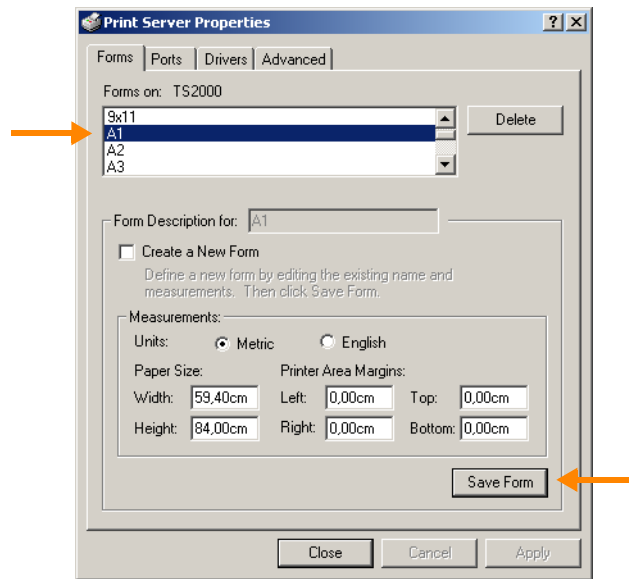 Print Server Properties
Forms Ports Drivers Advanced
Forms on: TS2000
9x11
A1
A2
A3
Delete
Form Description for: A1
Create a New Form
Define a new form by editing the existing name and
measurements. Then click Save Form.
Measurements:
Units: Metric English
Paper Size: Printer Area Margins:
Width: 59,40cm Left: 0,00cm Top: 0,00cm
Height: 84,00cm Right: 0,00cm Bottom: 0,00cm
Save Form
Close Cancel Apply